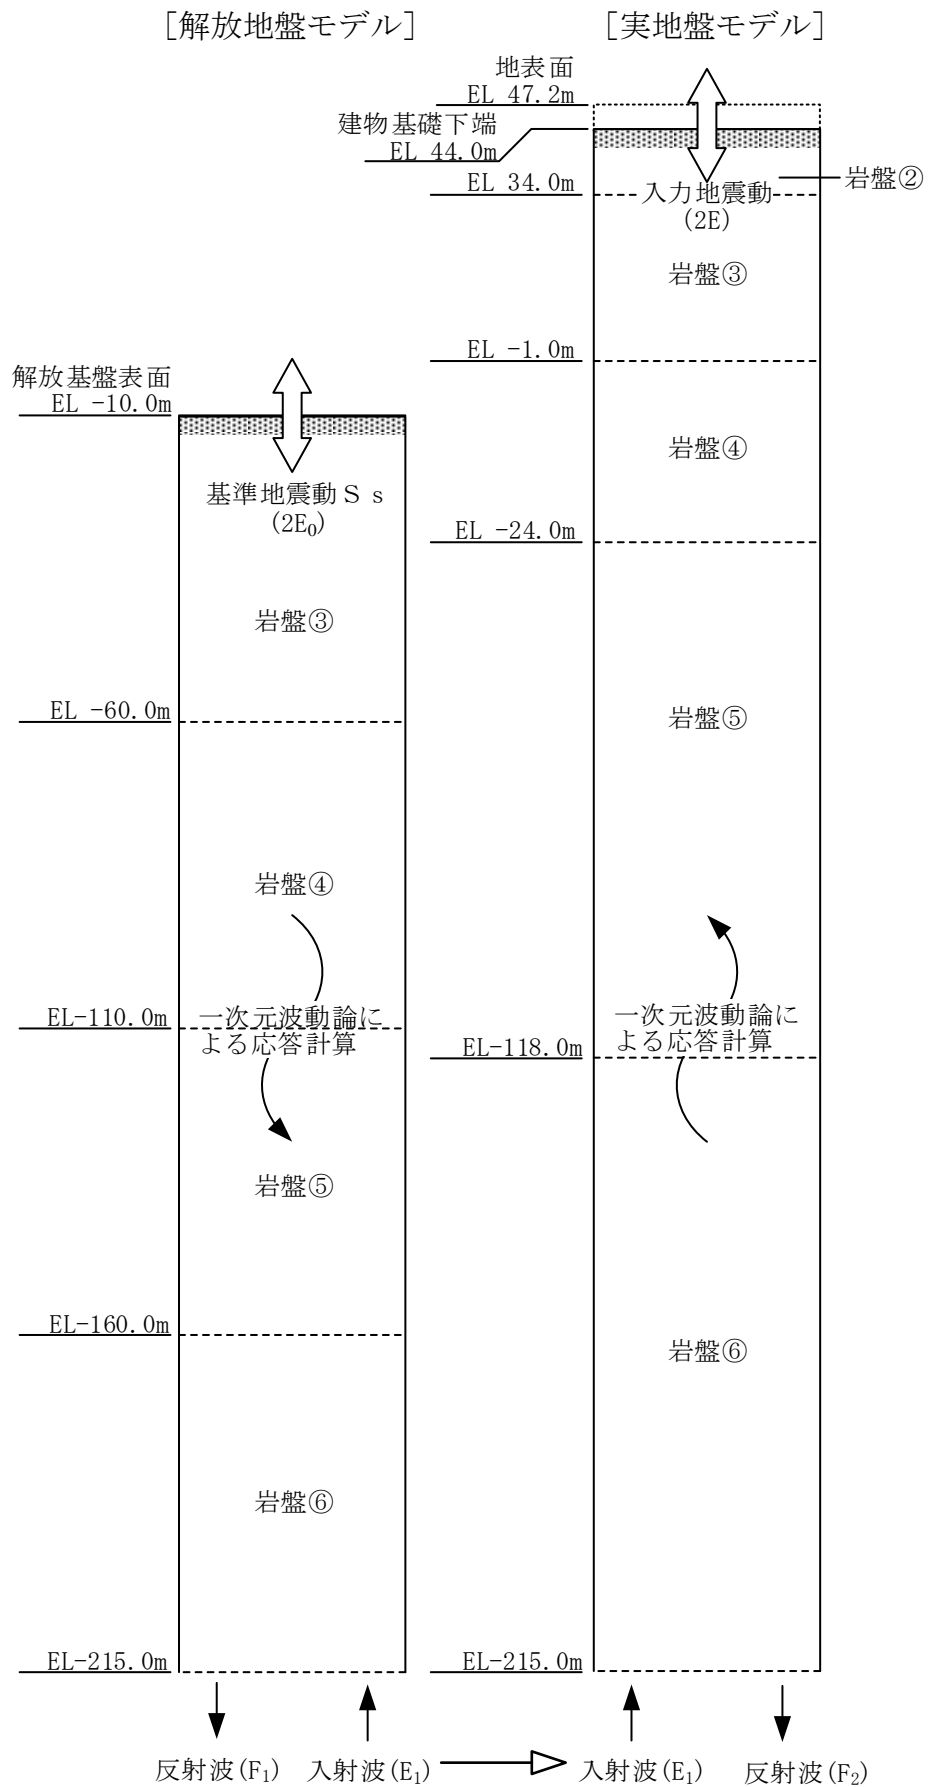 ［解放地盤モデル］
［実地盤モデル］
地表面
EL 47.2m
建物基礎下端
EL 44.0m
EL 34.0m
岩盤②
入力地震動
(2E)
岩盤③
EL -1.0m
岩盤④
EL -24.0m
岩盤⑤
一次元波動論に
よる応答計算
EL-118.0m
岩盤⑥
EL-215.0m
解放基盤表面
EL -10.0m
基準地震動Ｓｓ
(2E₀)
岩盤③
EL -60.0m
岩盤④
EL-110.0m
一次元波動論に
よる応答計算
岩盤⑤
EL-160.0m
岩盤⑥
EL-215.0m
反射波(F₁)
入射波(E₁)
入射波(E₁)
反射波(F₂)